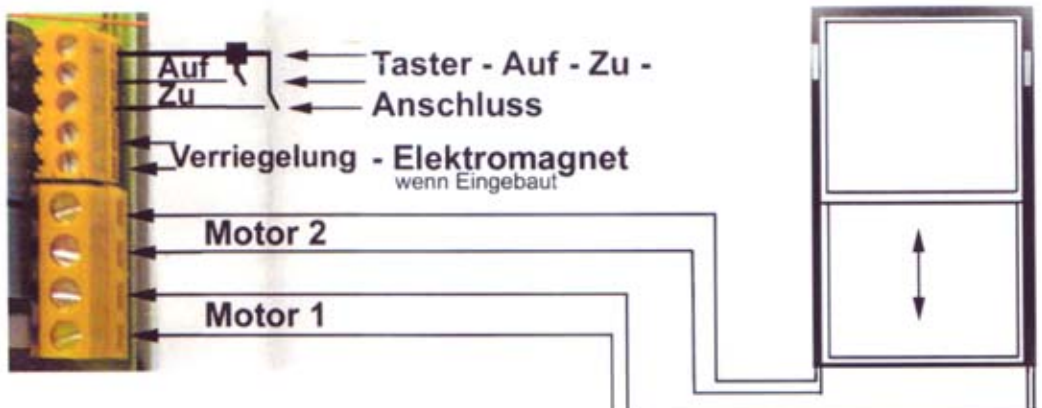 Auf
Zu
Taster - Auf - Zu -
Anschluss
Verriegelung - Elektromagnet
wenn Eingebaut
Motor 2
Motor 1